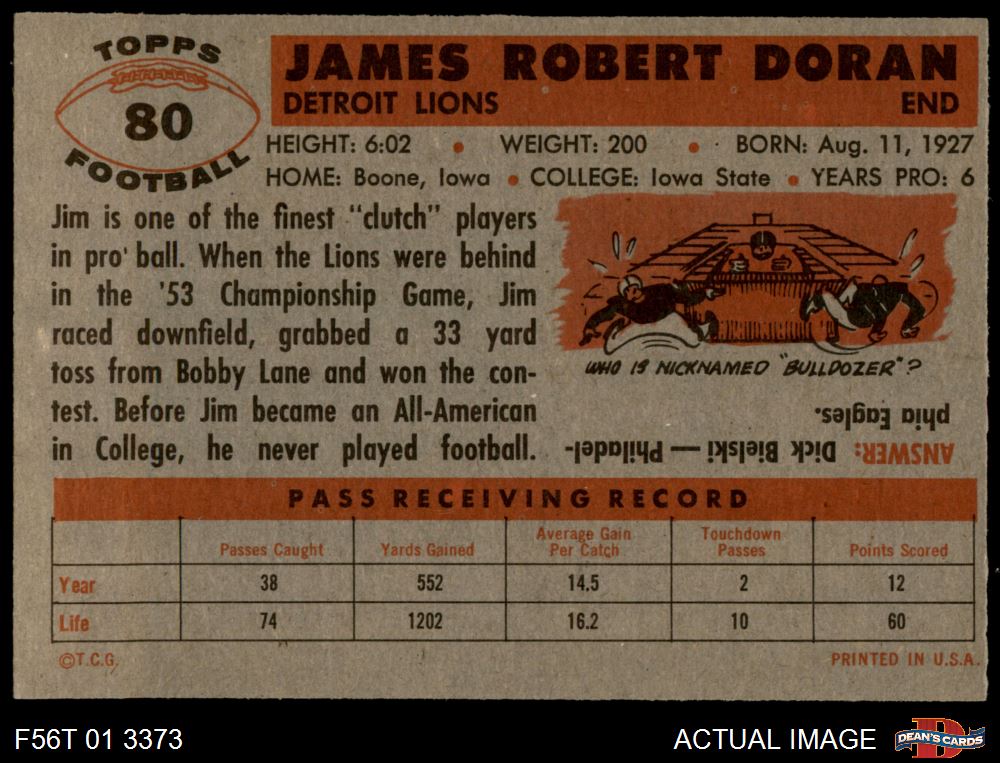 TOPPS
80
FOOTBALL
JAMES ROBERT DORAN
DETROIT LIONS END
HEIGHT: 6:02 • WEIGHT: 200 • BORN: Aug. 11, 1927
HOME: Boone, Iowa • COLLEGE: Iowa State • YEARS PRO: 6
Jim is one of the finest "clutch" players
in pro ball. When the Lions were behind
in the '53 Championship Game, Jim
raced downfield, grabbed a 33 yard
toss from Bobby Lane and won the con-
test. Before Jim became an All-American
in College, he never played football.
WHO IS NICKNAMED "BULLDOZER"?
ANSWER: Dick Bielski — Philadel-
phia Eagles.
PASS RECEIVING RECORD
Passes Caught Yards Gained Average Gain Per Catch Touchdown Passes Points Scored
Year 38 552 14.5 2 12
Life 74 1202 16.2 10 60
©T.C.G. PRINTED IN U.S.A.
F56T 01 3373 ACTUAL IMAGE DEAN'S CARDS